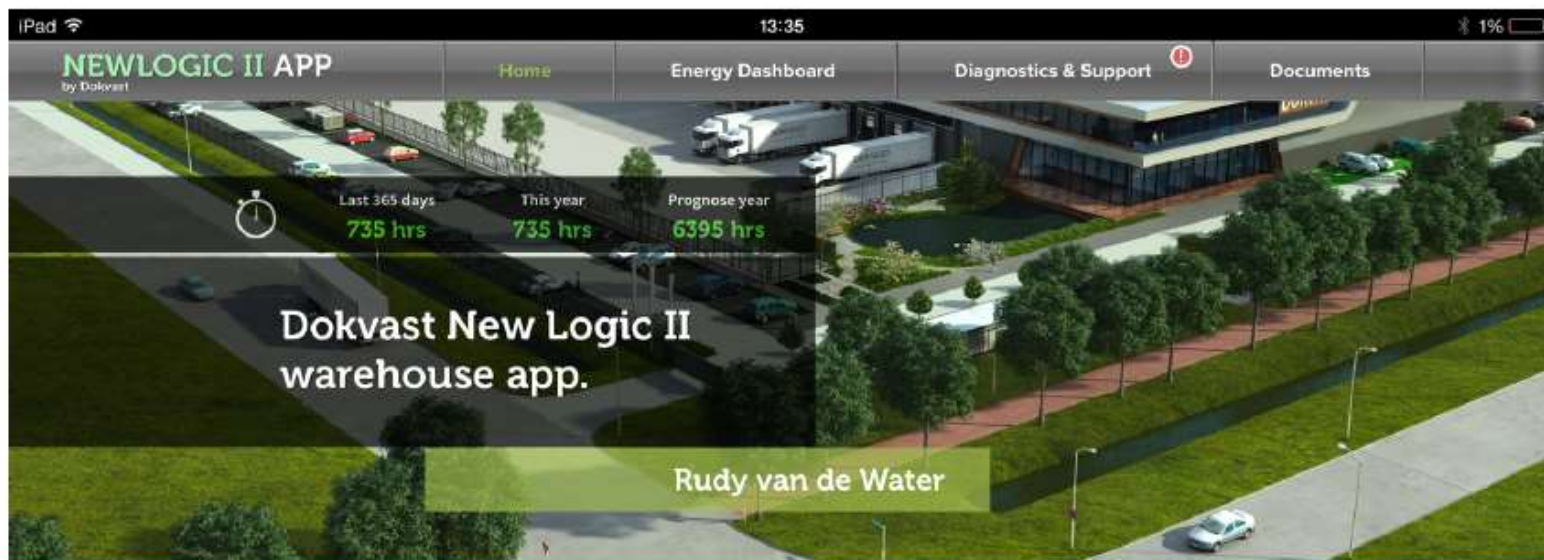 iPad
13:35
1%
NEWLOGIC II APP
by Dokvast
Home
Energy Dashboard
Diagnostics & Support
!
Documents
Last 365 days
This year
Prognose year
735 hrs
735 hrs
6395 hrs
Dokvast New Logic II
warehouse app.
Rudy van de Water